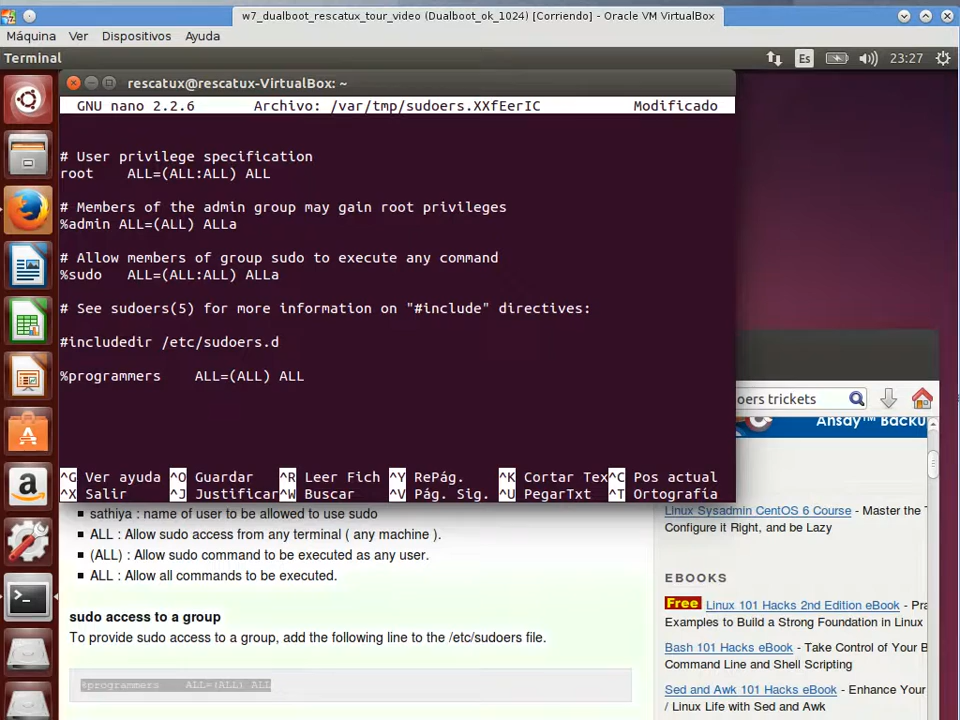 w7_dualboot_rescatux_tour_video (Dualboot_ok_1024) [Corriendo] - Oracle VM VirtualBox
Máquina Ver Dispositivos Ayuda
Terminal Es 23:27
rescatux@rescatux-VirtualBox: ~
GNU nano 2.2.6 Archivo: /var/tmp/sudoers.XXfEerIC Modificado
# User privilege specification
root ALL=(ALL:ALL) ALL
# Members of the admin group may gain root privileges
%admin ALL=(ALL) ALLa
# Allow members of group sudo to execute any command
%sudo ALL=(ALL:ALL) ALLa
# See sudoers(5) for more information on "#include" directives:
#includedir /etc/sudoers.d
%programmers ALL=(ALL) ALL
^G Ver ayuda ^O Guardar ^R Leer Fich ^Y RePág. ^K Cortar Tex ^C Pos actual
^X Salir ^J Justificar ^W Buscar ^V Pág. Sig. ^U PegarTxt ^T Ortografía
oers trickets
Ansay™ Backu
sathiya : name of user to be allowed to use sudo
ALL : Allow sudo access from any terminal ( any machine ).
(ALL) : Allow sudo command to be executed as any user.
ALL : Allow all commands to be executed.
sudo access to a group
To provide sudo access to a group, add the following line to the /etc/sudoers file.
%programmers ALL=(ALL) ALL
Linux Sysadmin CentOS 6 Course - Master the
Configure it Right, and be Lazy
EBOOKS
Free Linux 101 Hacks 2nd Edition eBook - Pra
Examples to Build a Strong Foundation in Linux
Bash 101 Hacks eBook - Take Control of Your B
Command Line and Shell Scripting
Sed and Awk 101 Hacks eBook - Enhance Your
/ Linux Life with Sed and Awk